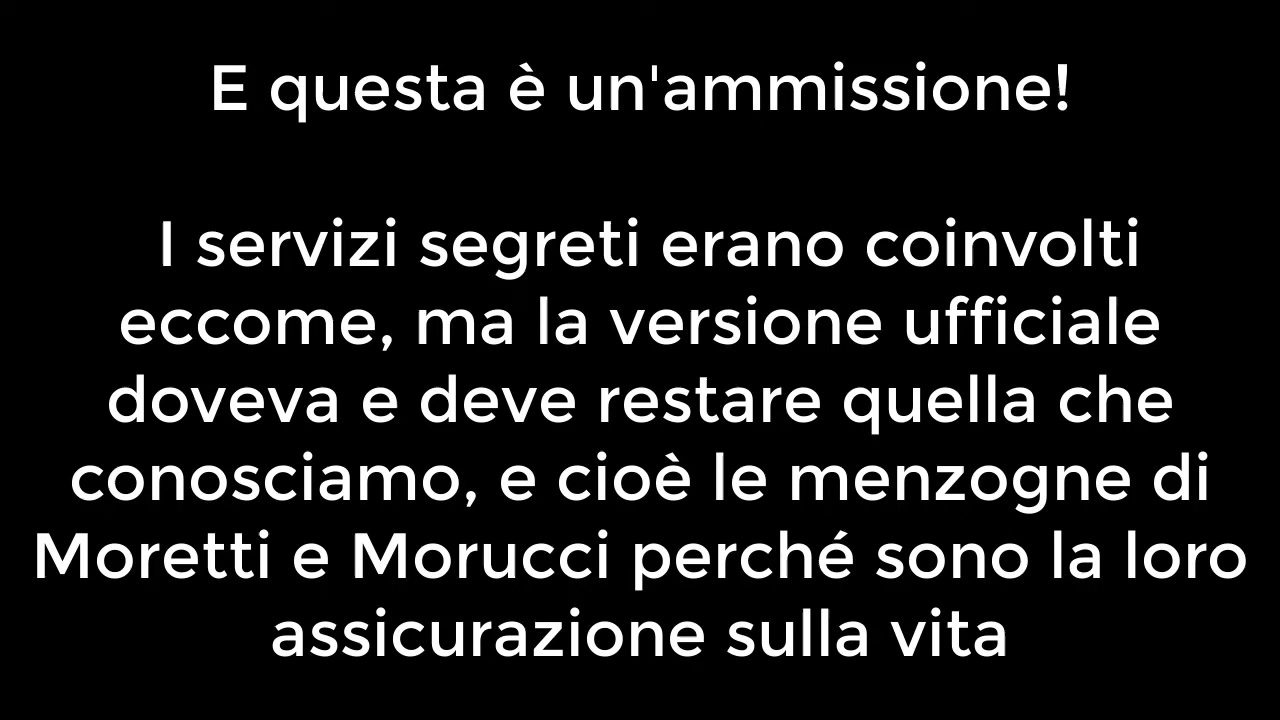 E questa è un'ammissione!
I servizi segreti erano coinvolti
eccome, ma la versione ufficiale
doveva e deve restare quella che
conosciamo, e cioè le menzogne di
Moretti e Morucci perché sono la loro
assicurazione sulla vita